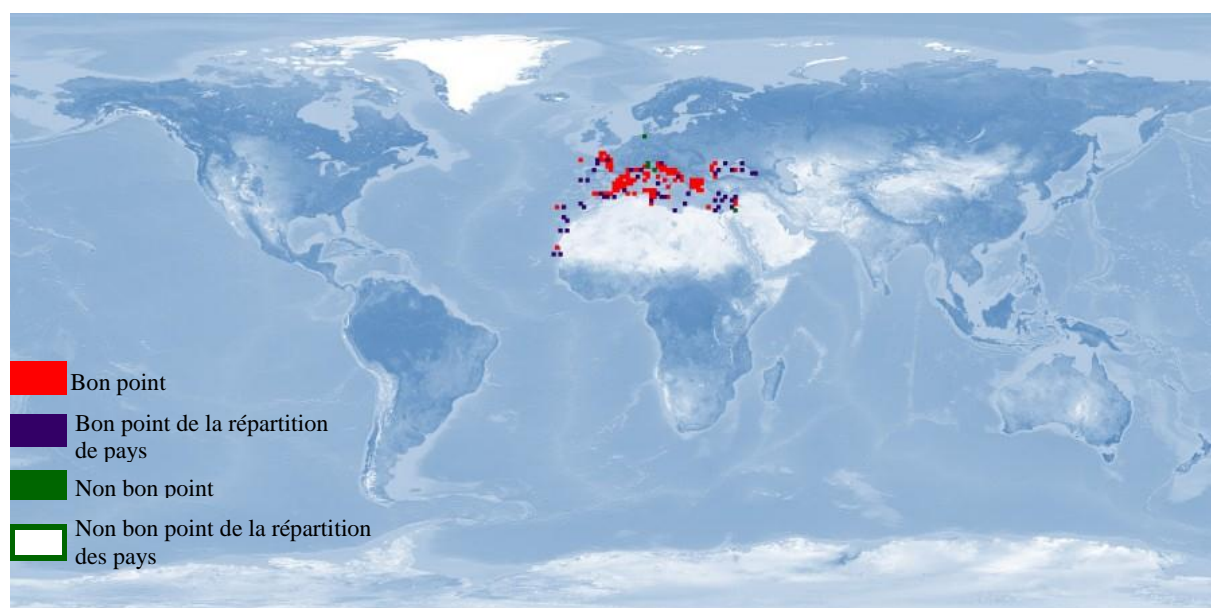 Bon point
Bon point de la répartition
de pays
Non bon point
Non bon point de la répartition
des pays